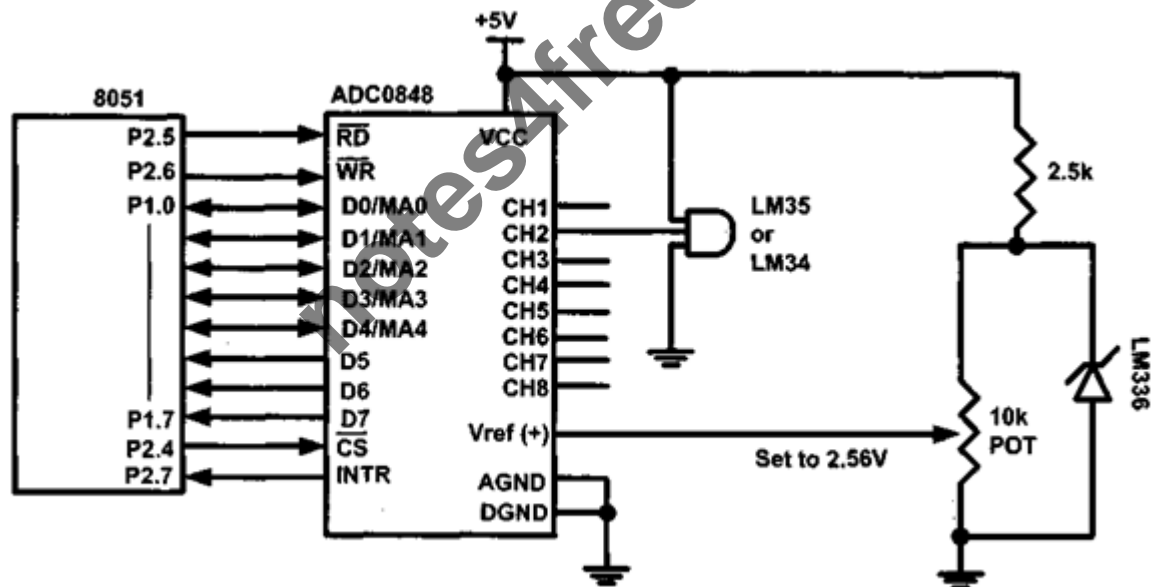 +5V
8051
ADC0848
P2.5
P2.6
P1.0
P1.7
P2.4
P2.7
RD
WR
D0/MA0
D1/MA1
D2/MA2
D3/MA3
D4/MA4
D5
D6
D7
CS
INTR
VCC
CH1
CH2
CH3
CH4
CH5
CH6
CH7
CH8
Vref (+)
AGND
DGND
LM35
or
LM34
2.5k
10k
POT
LM336
Set to 2.56V
notes4free